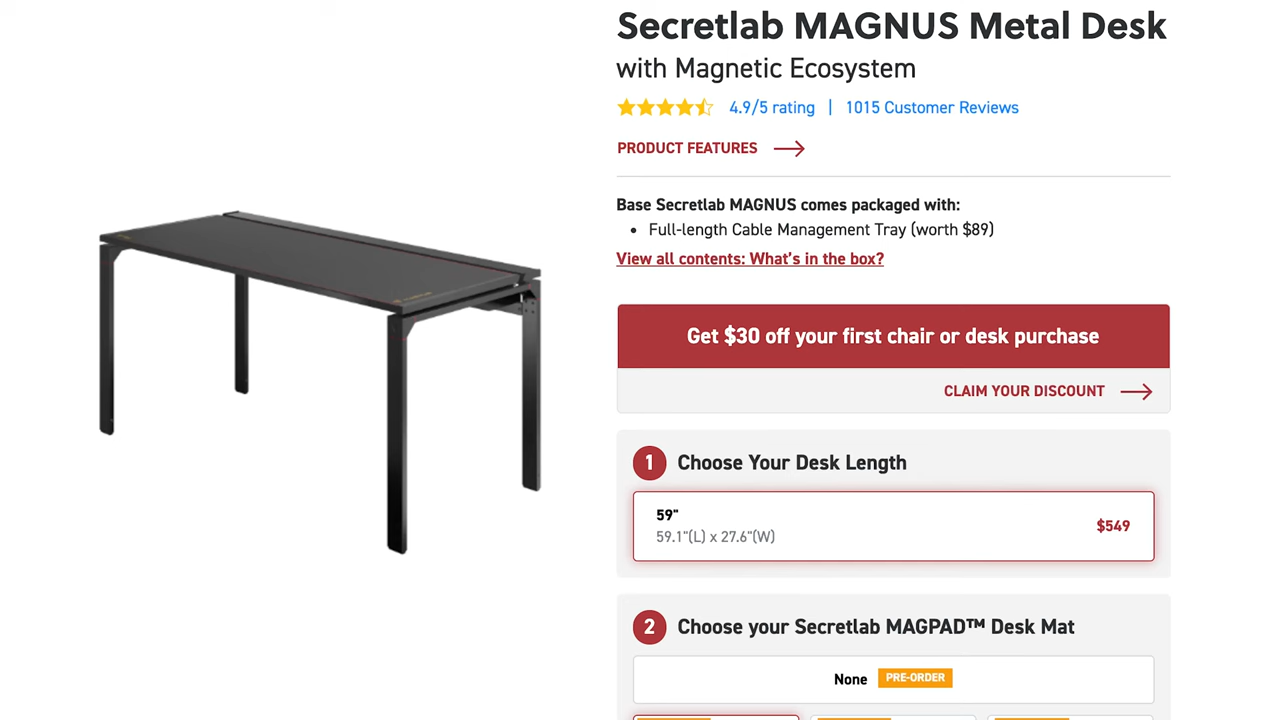 Secretlab MAGNUS Metal Desk
with Magnetic Ecosystem
4.9/5 rating | 1015 Customer Reviews
PRODUCT FEATURES
Base Secretlab MAGNUS comes packaged with:
• Full-length Cable Management Tray (worth $89)
View all contents: What's in the box?
Get $30 off your first chair or desk purchase
CLAIM YOUR DISCOUNT
1 Choose Your Desk Length
59"
59.1"(L) x 27.6"(W)
$549
2 Choose your Secretlab MAGPAD™ Desk Mat
None PRE-ORDER